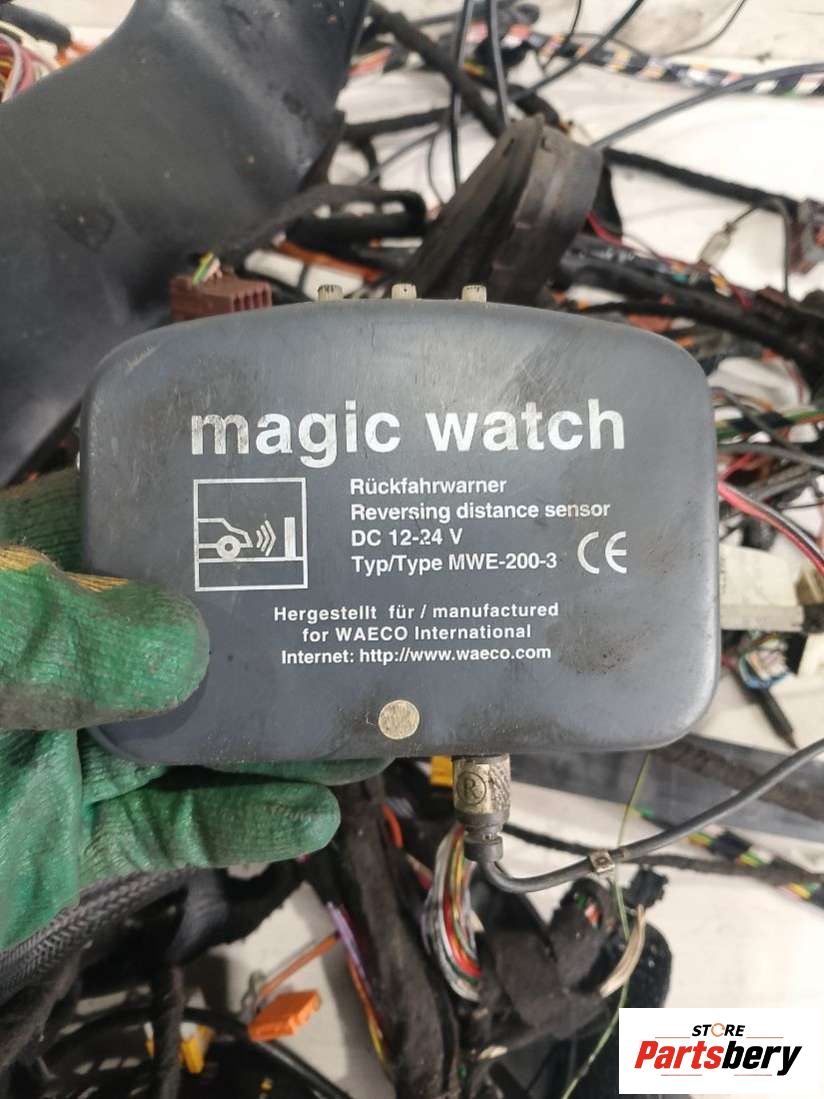 magic watch
Rückfahrwarner
Reversing distance sensor
DC 12-24 V
Typ/Type MWE-200-3 CE
Hergestellt für / manufactured
for WAECO International
Internet: http://www.waeco.com
R
STORE
Partsbery